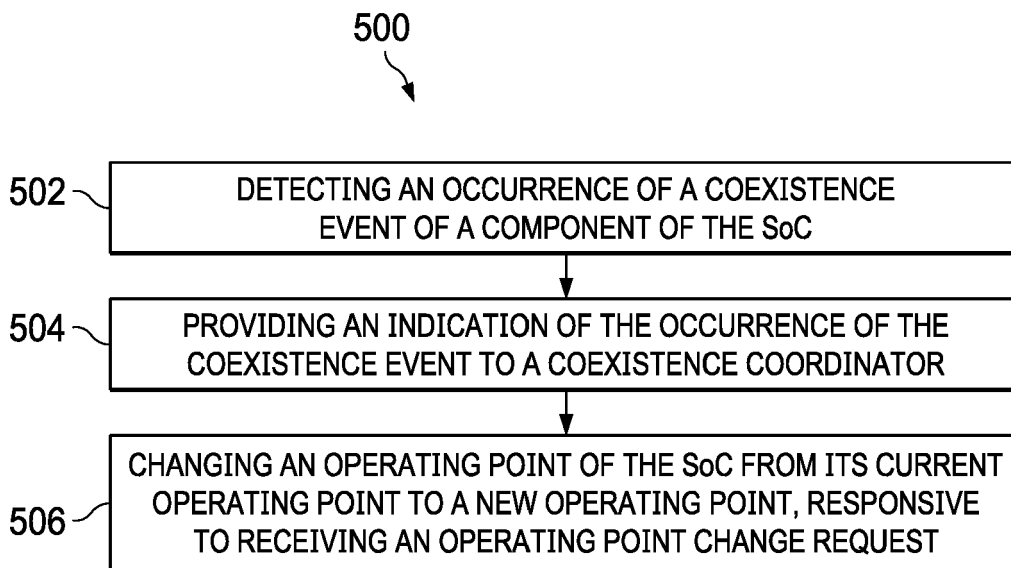 500
502
DETECTING AN OCCURRENCE OF A COEXISTENCE
EVENT OF A COMPONENT OF THE SoC
504
PROVIDING AN INDICATION OF THE OCCURRENCE OF THE
COEXISTENCE EVENT TO A COEXISTENCE COORDINATOR
506
CHANGING AN OPERATING POINT OF THE SoC FROM ITS CURRENT
OPERATING POINT TO A NEW OPERATING POINT, RESPONSIVE
TO RECEIVING AN OPERATING POINT CHANGE REQUEST